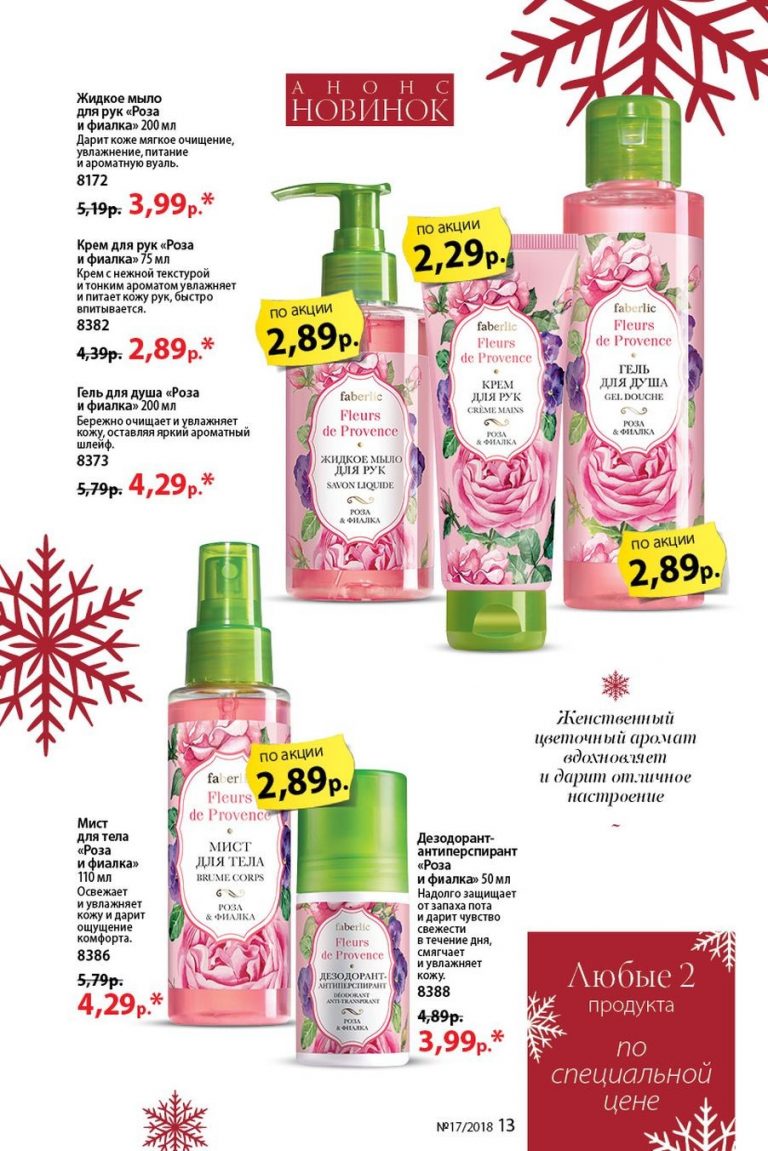 АНОНС
НОВИНОК
Жидкое мыло
для рук «Роза
и фиалка» 200 мл
Дарит коже мягкое очищение,
увлажнение, питание
и ароматную вуаль.
8172
5,19р. 3,99р.*
Крем для рук «Роза
и фиалка» 75 мл
Крем с нежной текстурой
и тонким ароматом увлажняет
и питает кожу рук, быстро
впитывается.
8382
4,39р. 2,89р.*
Гель для душа «Роза
и фиалка» 200 мл
Бережно очищает и увлажняет
кожу, оставляя яркий ароматный
шлейф.
8373
5,79р. 4,29р.*
по акции
2,89р.
faberlic
Fleurs
de Provence
ЖИДКОЕ МЫЛО
ДЛЯ РУК
SAVON LIQUIDE
РОЗА
& ФИАЛКА
по акции
2,29р.
faberlic
Fleurs
de Provence
КРЕМ
ДЛЯ РУК
CRÈME MAINS
РОЗА
& ФИАЛКА
faberlic
Fleurs
de Provence
ГЕЛЬ
ДЛЯ ДУША
GEL DOUCHE
РОЗА
& ФИАЛКА
по акции
2,89р.
Женственный
цветочный аромат
вдохновляет
и дарит отличное
настроение
~
по акции
2,89р.
faberlic
Fleurs
de Provence
МИСТ
ДЛЯ ТЕЛА
BRUME CORPS
РОЗА
& ФИАЛКА
Мист
для тела
«Роза
и фиалка»
110 мл
Освежает
и увлажняет
кожу и дарит
ощущение
комфорта.
8386
5,79р.
4,29р.*
faberlic
Fleurs
de Provence
ДЕЗОДОРАНТ-
АНТИПЕРСПИРАНТ
DÉODORANT
ANTI-TRANSPIRANT
РОЗА
& ФИАЛКА
Дезодорант-
антиперспирант
«Роза
и фиалка» 50 мл
Надолго защищает
от запаха пота
и дарит чувство
свежести
в течение дня,
смягчает
и увлажняет
кожу.
8388
4,89р.
3,99р.*
Любые 2
продукта
по
специальной
цене
№17/2018 13